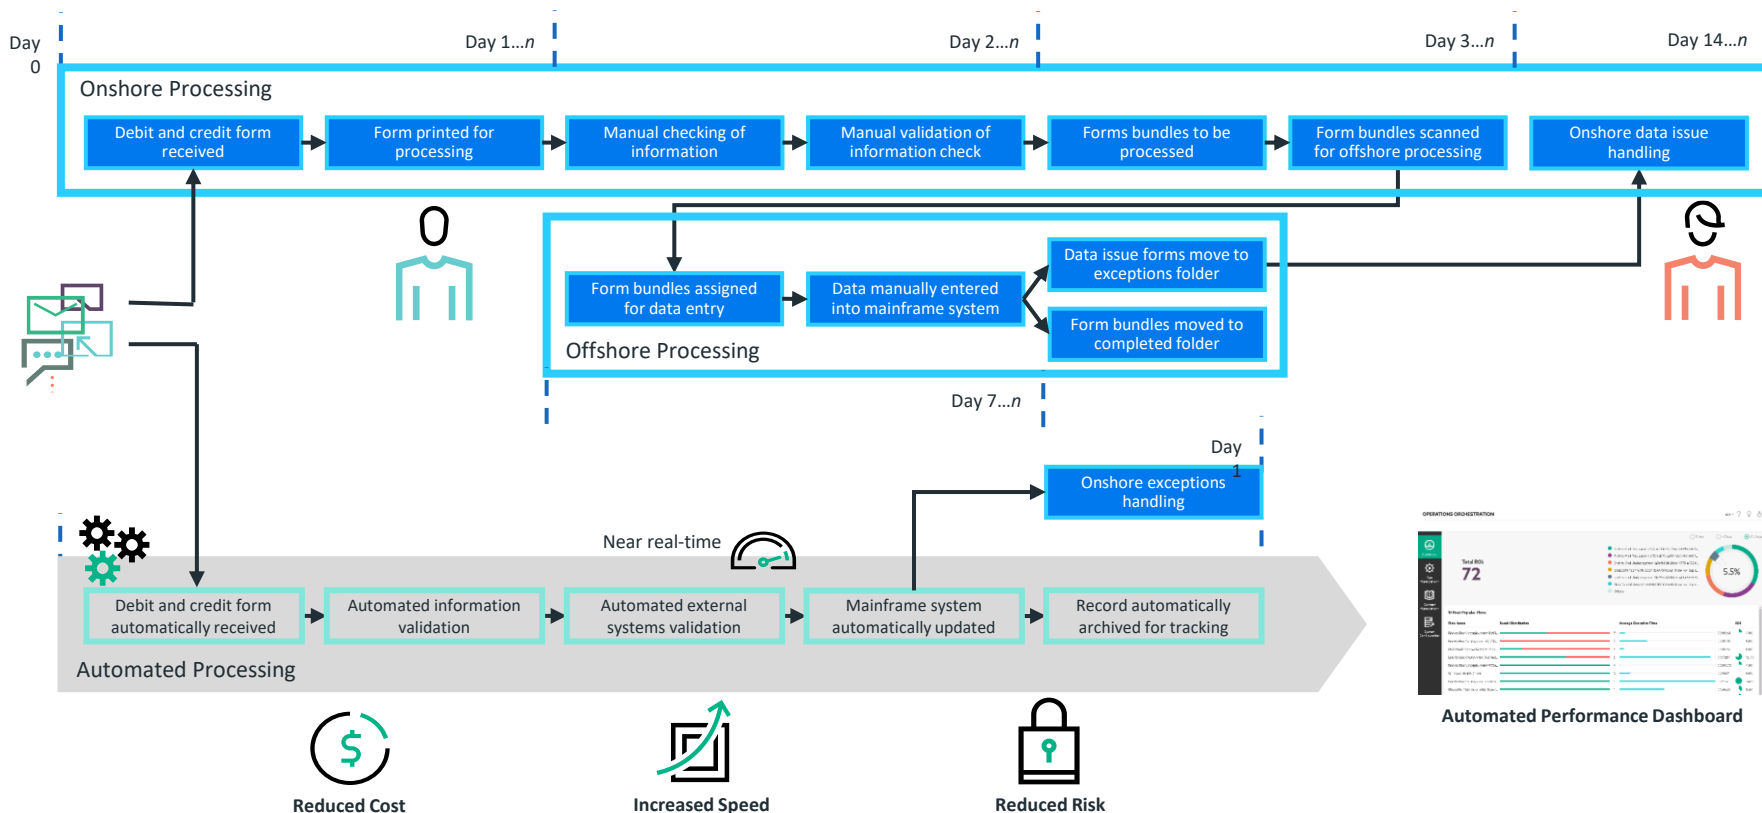 Day
0
Day 1...n
Day 2...n
Day 3...n
Day 14...n
Onshore Processing
Debit and credit form
received
Form printed for
processing
Manual checking of
information
Manual validation of
information check
Forms bundles to be
processed
Form bundles scanned
for offshore processing
Onshore data issue
handling
Form bundles assigned
for data entry
Data manually entered
into mainframe system
Data issue forms move to
exceptions folder
Form bundles moved to
completed folder
Offshore Processing
Day 7...n
Day
1
Onshore exceptions
handling
Near real-time
Debit and credit form
automatically received
Automated information
validation
Automated external
systems validation
Mainframe system
automatically updated
Record automatically
archived for tracking
Automated Processing
OPERATIONS ORCHESTRATION
Total ROI
72
5.5%
Automated Performance Dashboard
Reduced Cost
Increased Speed
Reduced Risk